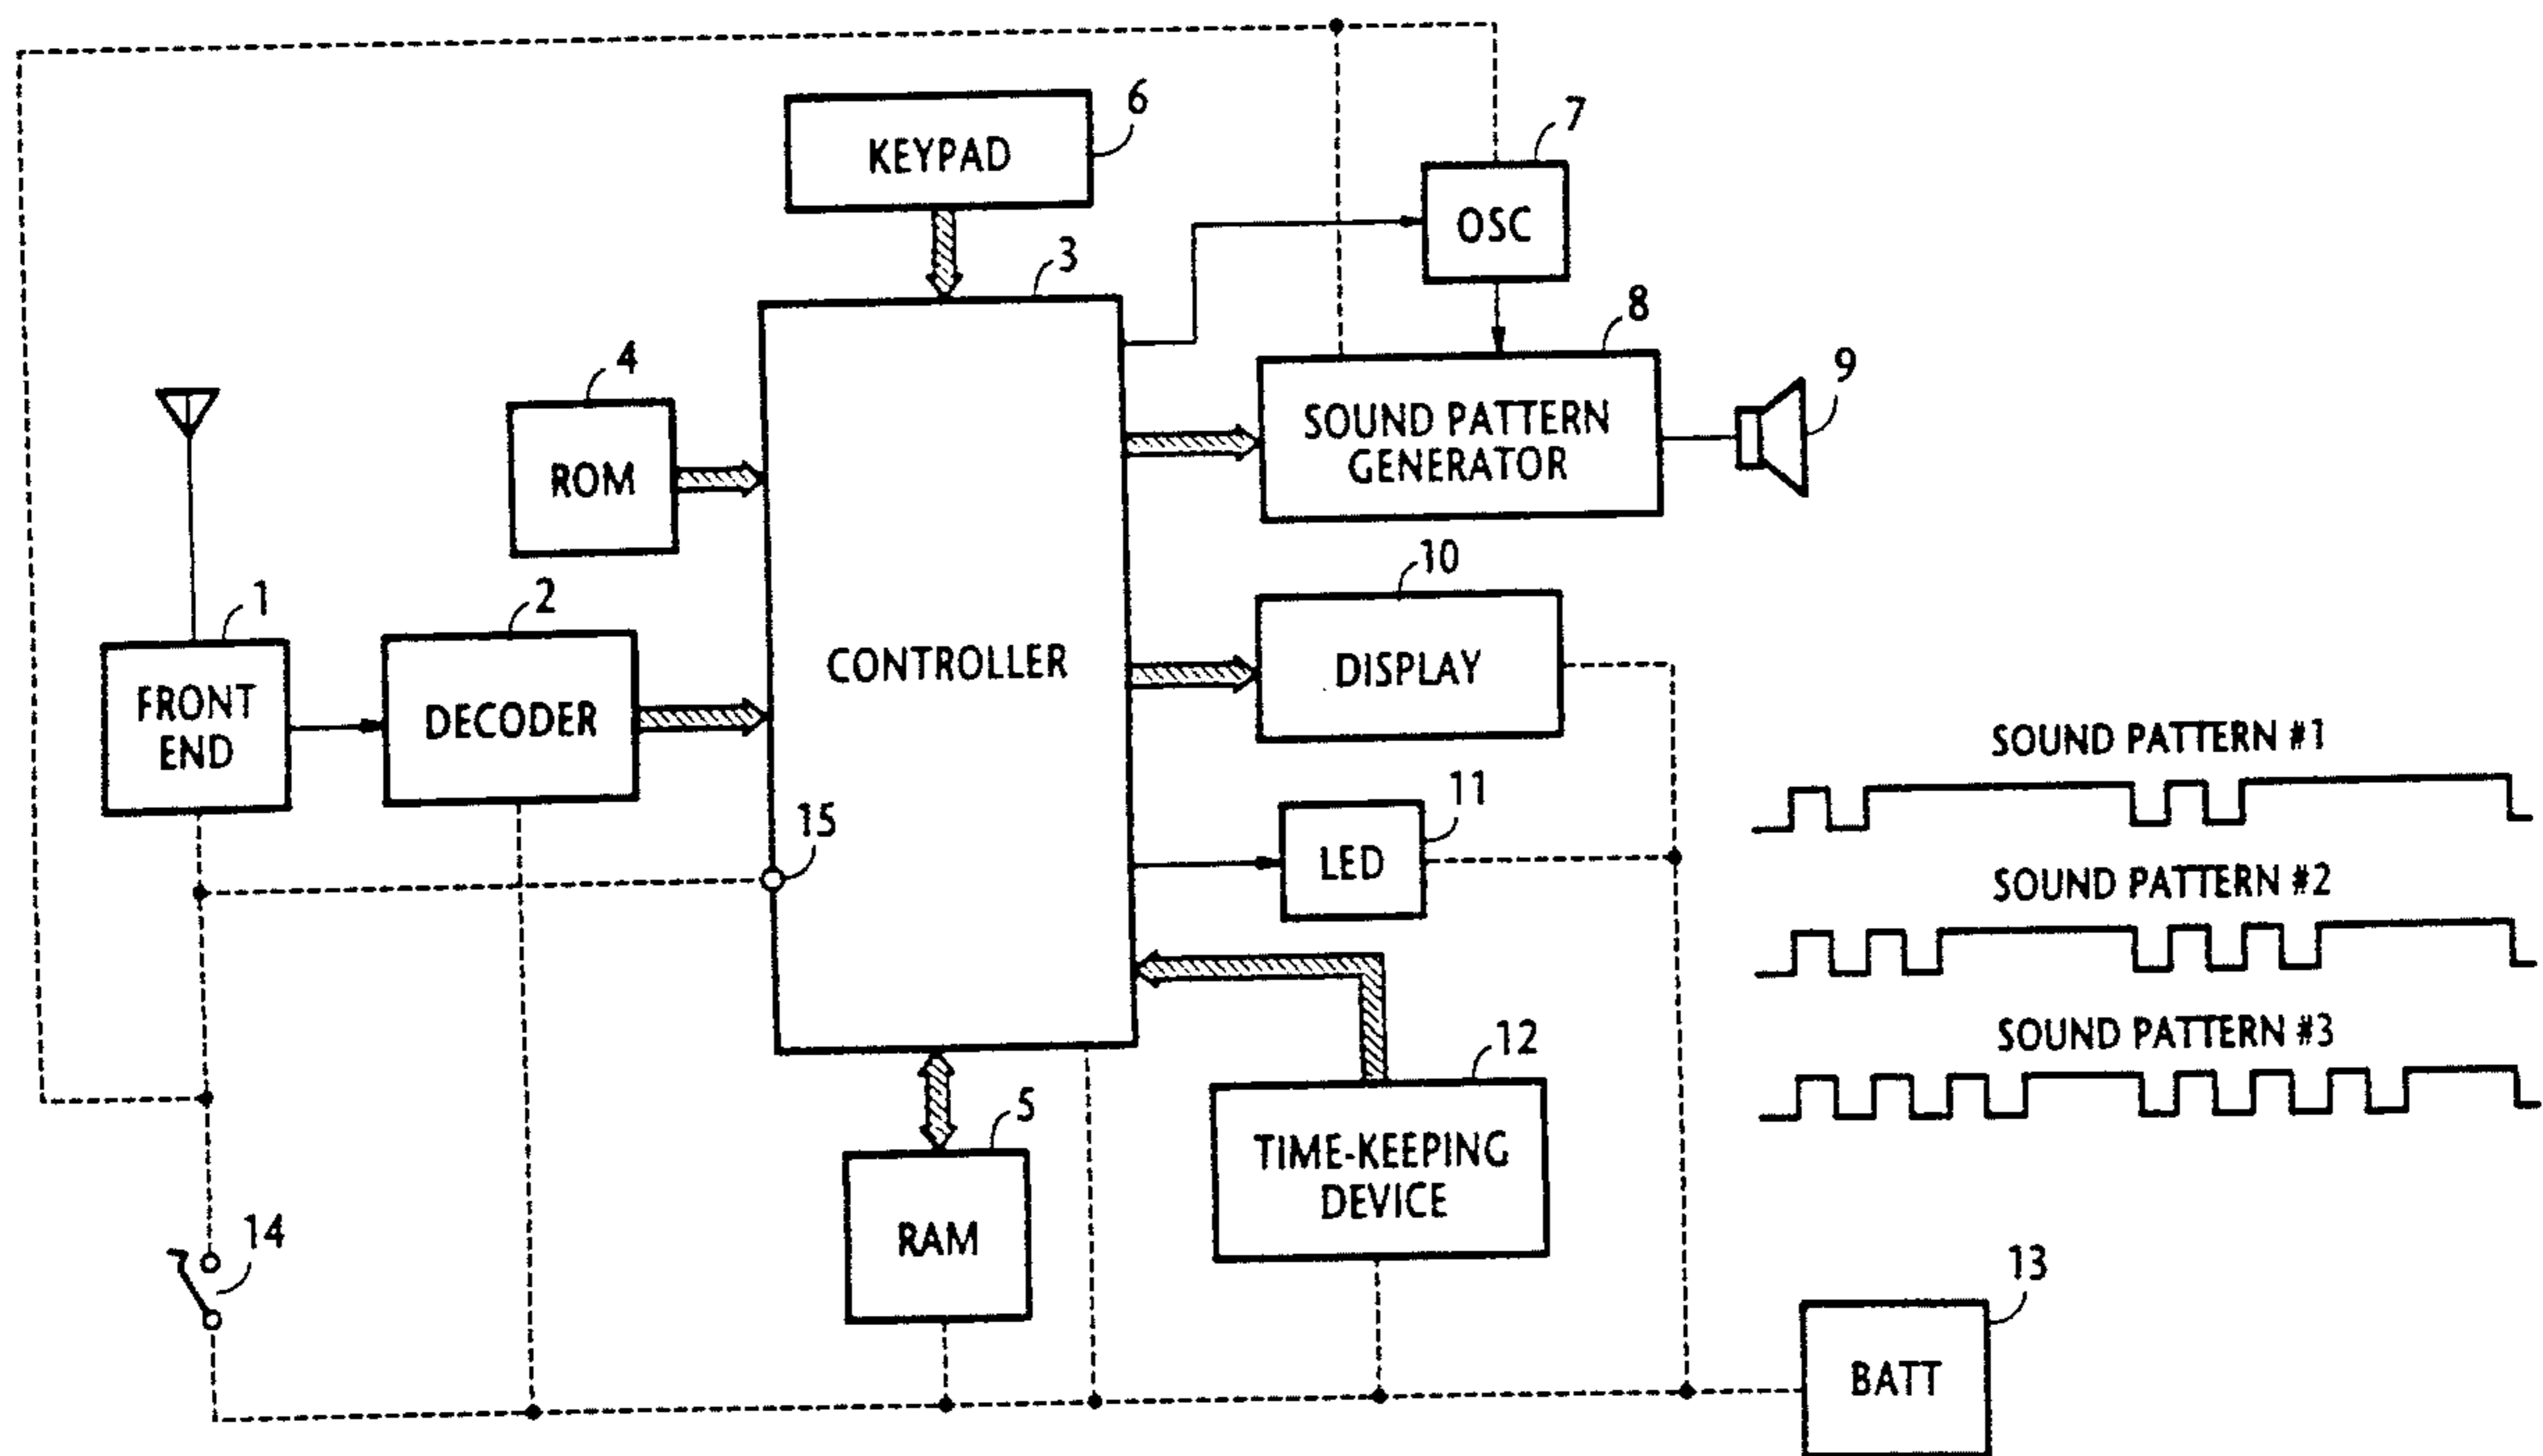 6
KEYPAD
7
OSC
3
8
SOUND PATTERN
GENERATOR
9
4
ROM
10
DISPLAY
1
FRONT
END
2
DECODER
CONTROLLER
15
11
LED
SOUND PATTERN #1
SOUND PATTERN #2
SOUND PATTERN #3
12
TIME-KEEPING
DEVICE
5
RAM
14
13
BATT